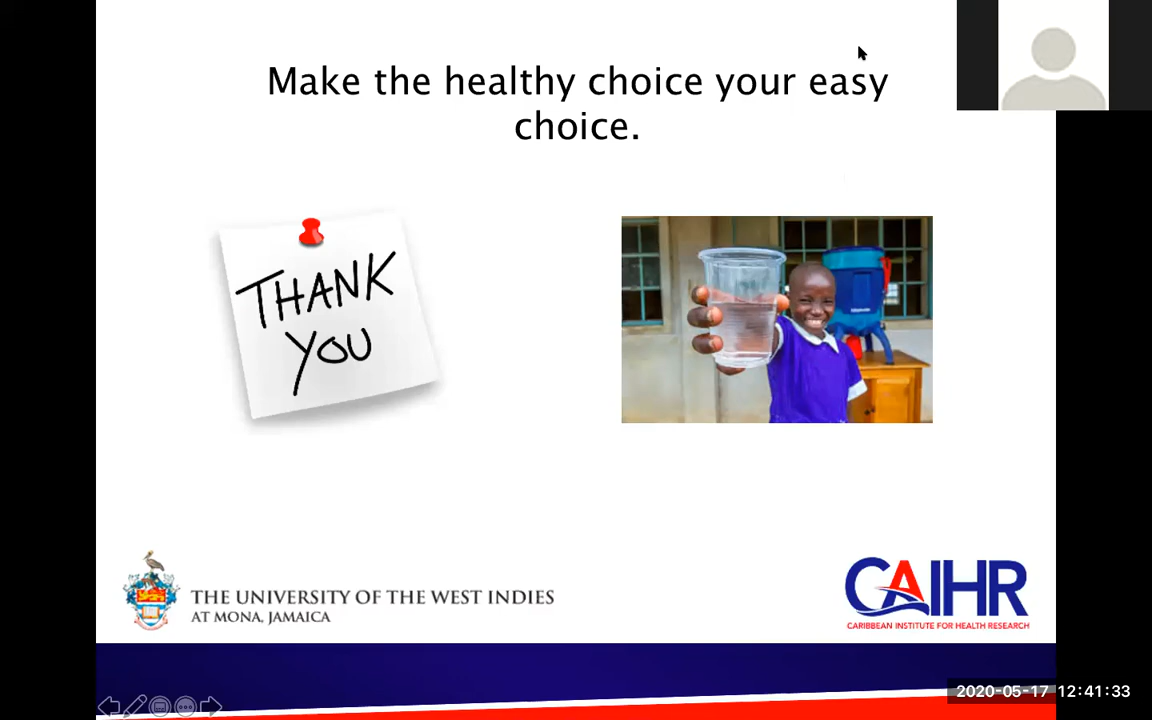 Make the healthy choice your easy
choice.
THANK
YOU
THE UNIVERSITY OF THE WEST INDIES
AT MONA, JAMAICA
CAIHR
CARIBBEAN INSTITUTE FOR HEALTH RESEARCH
2020-05-17 12:41:33